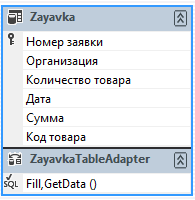 Zayavka
Номер заявки
Организация
Количество товара
Дата
Сумма
Код товара
ZayavkaTableAdapter
SQL Fill,GetData ()